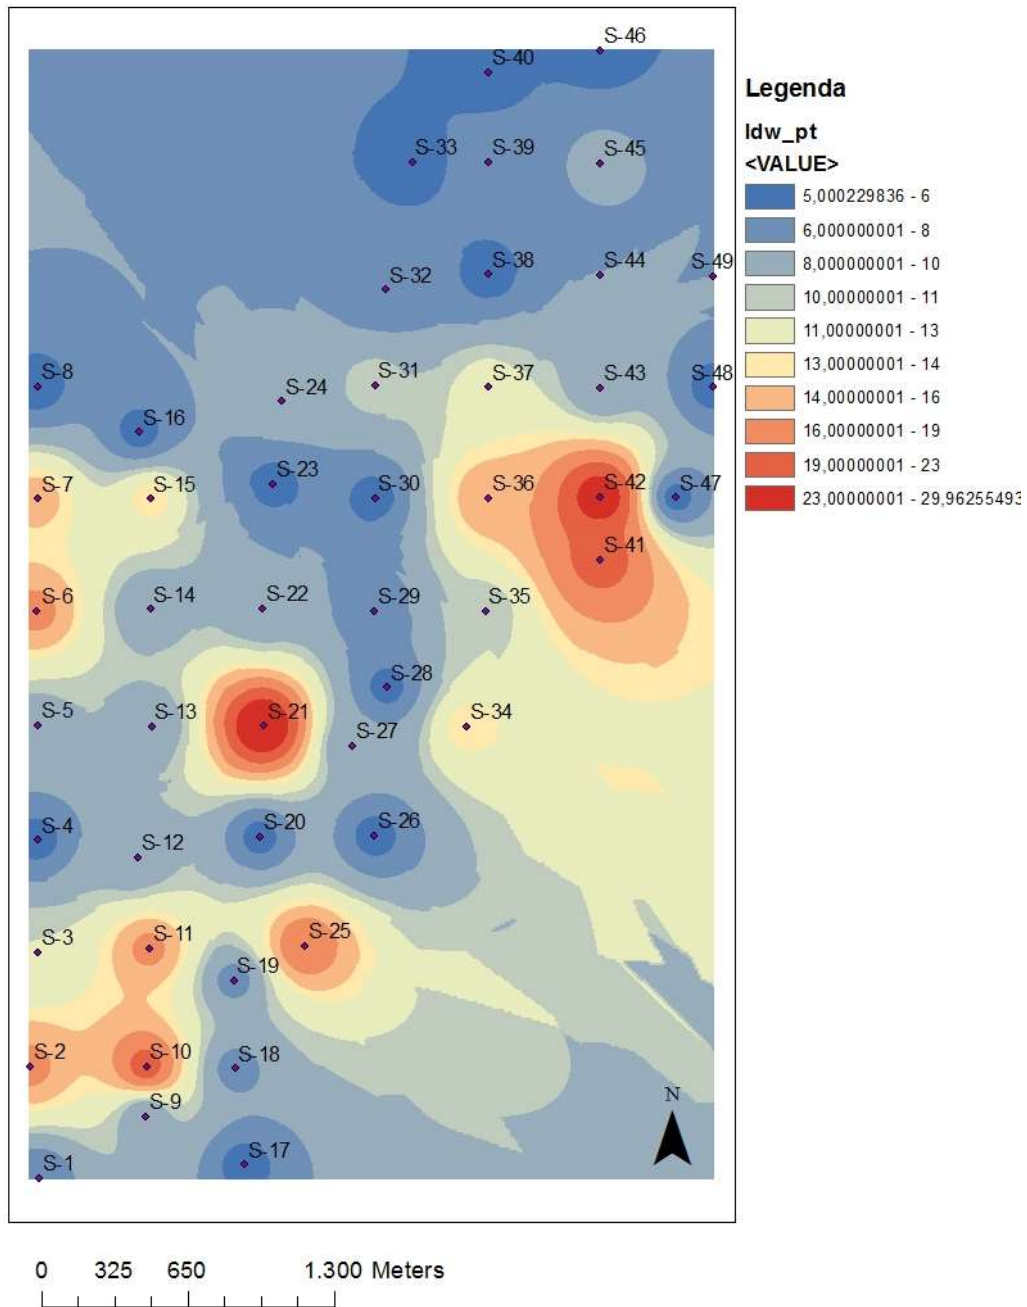 S-46
S-40
S-33
S-39
S-45
S-38
S-44
S-49
S-32
S-8
S-31
S-37
S-43
S-48
S-24
S-16
S-7
S-15
S-23
S-30
S-36
S-42
S-47
S-41
S-6
S-14
S-22
S-29
S-35
S-28
S-5
S-13
S-21
S-34
S-27
S-4
S-20
S-26
S-12
S-3
S-11
S-25
S-19
S-2
S-10
S-18
S-9
S-1
S-17
N
Legenda
Idw_pt
<VALUE>
5,000229836 - 6
6,000000001 - 8
8,000000001 - 10
10,00000001 - 11
11,00000001 - 13
13,00000001 - 14
14,00000001 - 16
16,00000001 - 19
19,00000001 - 23
23,00000001 - 29,96255493
0 325 650 1.300 Meters